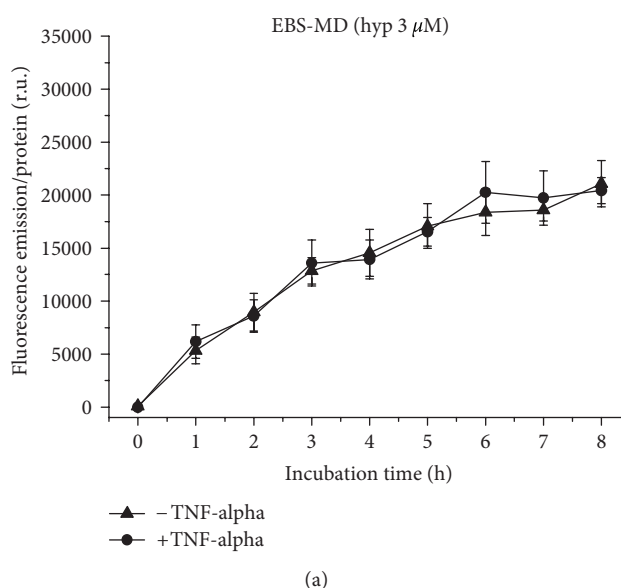 EBS-MD (hyp 3 μM)
35000
30000
25000
20000
15000
10000
5000
0
Fluorescence emission/protein (r.u.)
0 1 2 3 4 5 6 7 8
Incubation time (h)
−TNF-alpha
+TNF-alpha
(a)